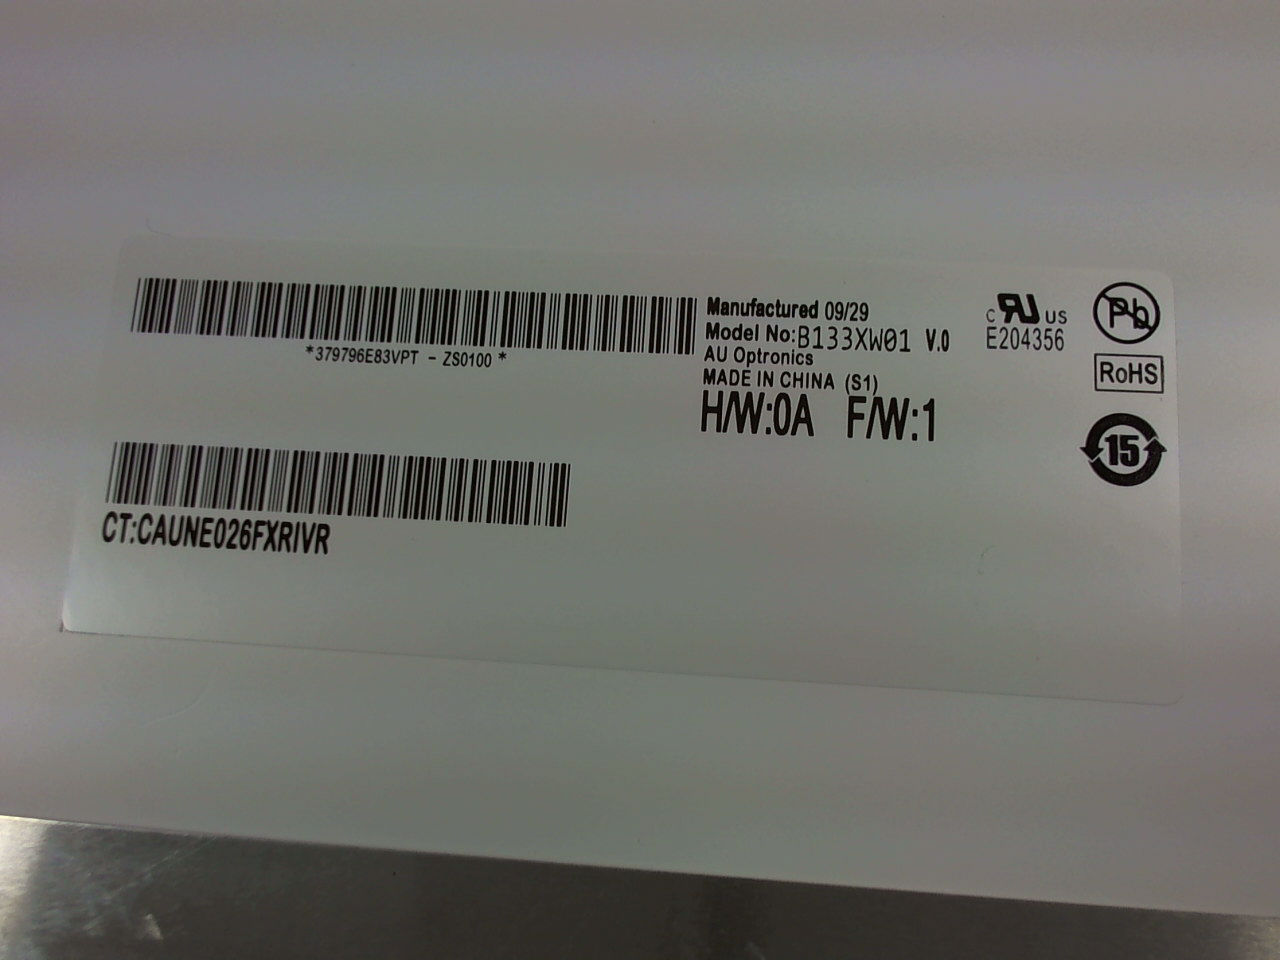 *379796E83VPT - ZS0100 *
Manufactured 09/29
Model No:B133XW01 V.0
AU Optronics
MADE IN CHINA (S1)
H/W:0A F/W:1
C RU US
E204356
Pb
RoHS
15
CT:CAUNE026FXRIVR